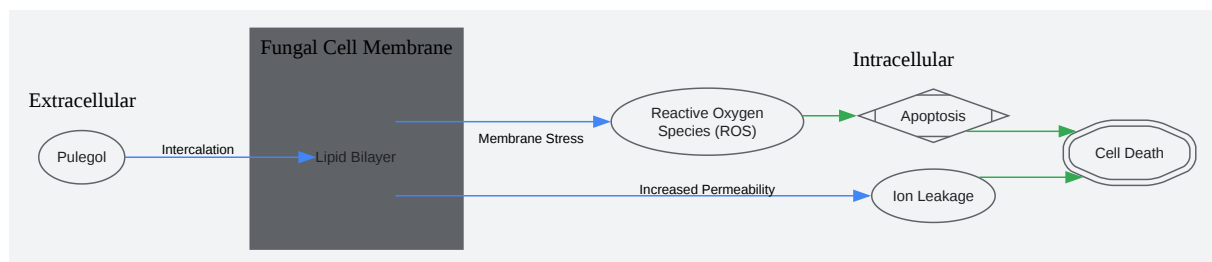 Fungal Cell Membrane
Intracellular
Extracellular
Pulegol
Intercalation
Lipid Bilayer
Membrane Stress
Reactive Oxygen
Species (ROS)
Apoptosis
Cell Death
Increased Permeability
Ion Leakage